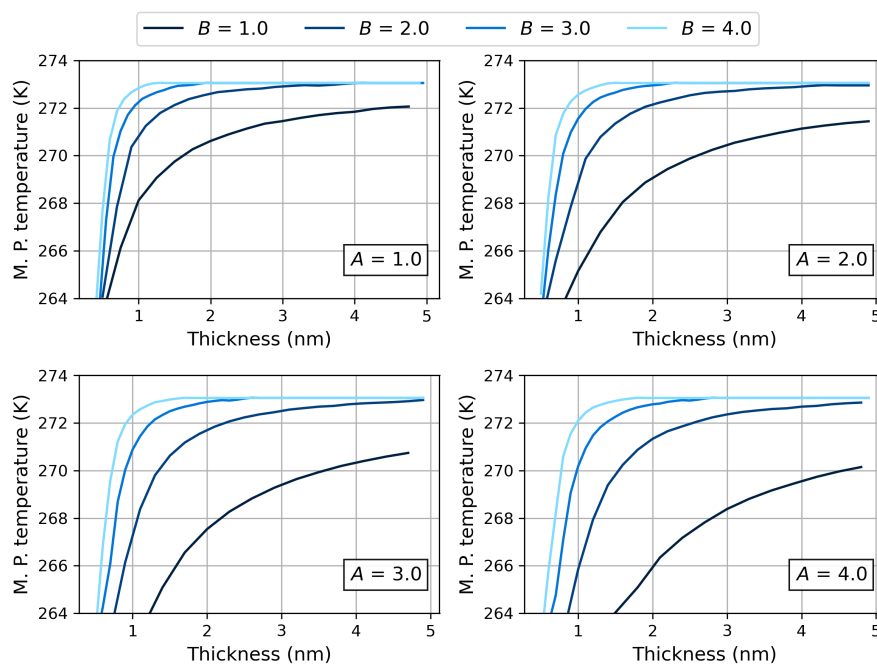 B = 1.0 B = 2.0 B = 3.0 B = 4.0
274
272
270
268
266
264
M. P. temperature (K)
A = 1.0
1 2 3 4 5
Thickness (nm)
274
272
270
268
266
264
M. P. temperature (K)
A = 2.0
1 2 3 4 5
Thickness (nm)
274
272
270
268
266
264
M. P. temperature (K)
A = 3.0
1 2 3 4 5
Thickness (nm)
274
272
270
268
266
264
M. P. temperature (K)
A = 4.0
1 2 3 4 5
Thickness (nm)